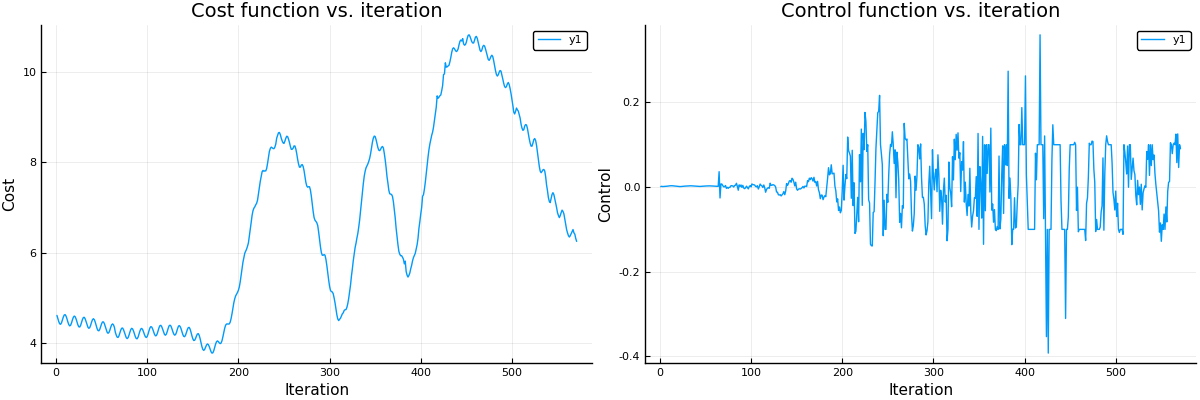 Cost function vs. iteration
y1
10
8
6
4
Cost
0
100
200
300
400
500
Iteration
Control function vs. iteration
y1
0.2
0.0
-0.2
-0.4
Control
0
100
200
300
400
500
Iteration